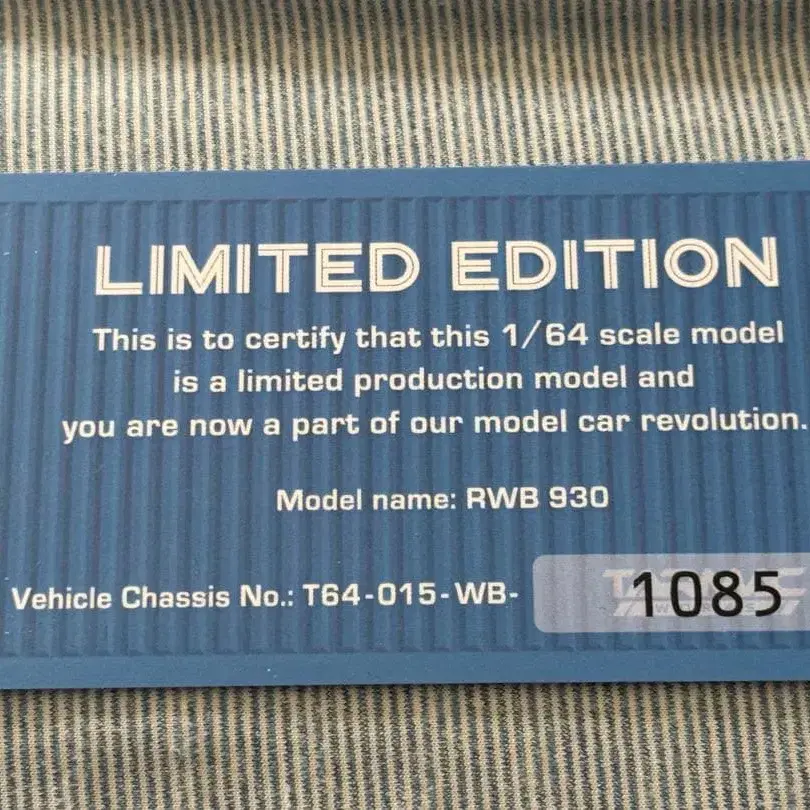 LIMITED EDITION
This is to certify that this 1/64 scale model
is a limited production model and
you are now a part of our model car revolution.
Model name: RWB 930
Vehicle Chassis No.: T64-015-WB- 1085